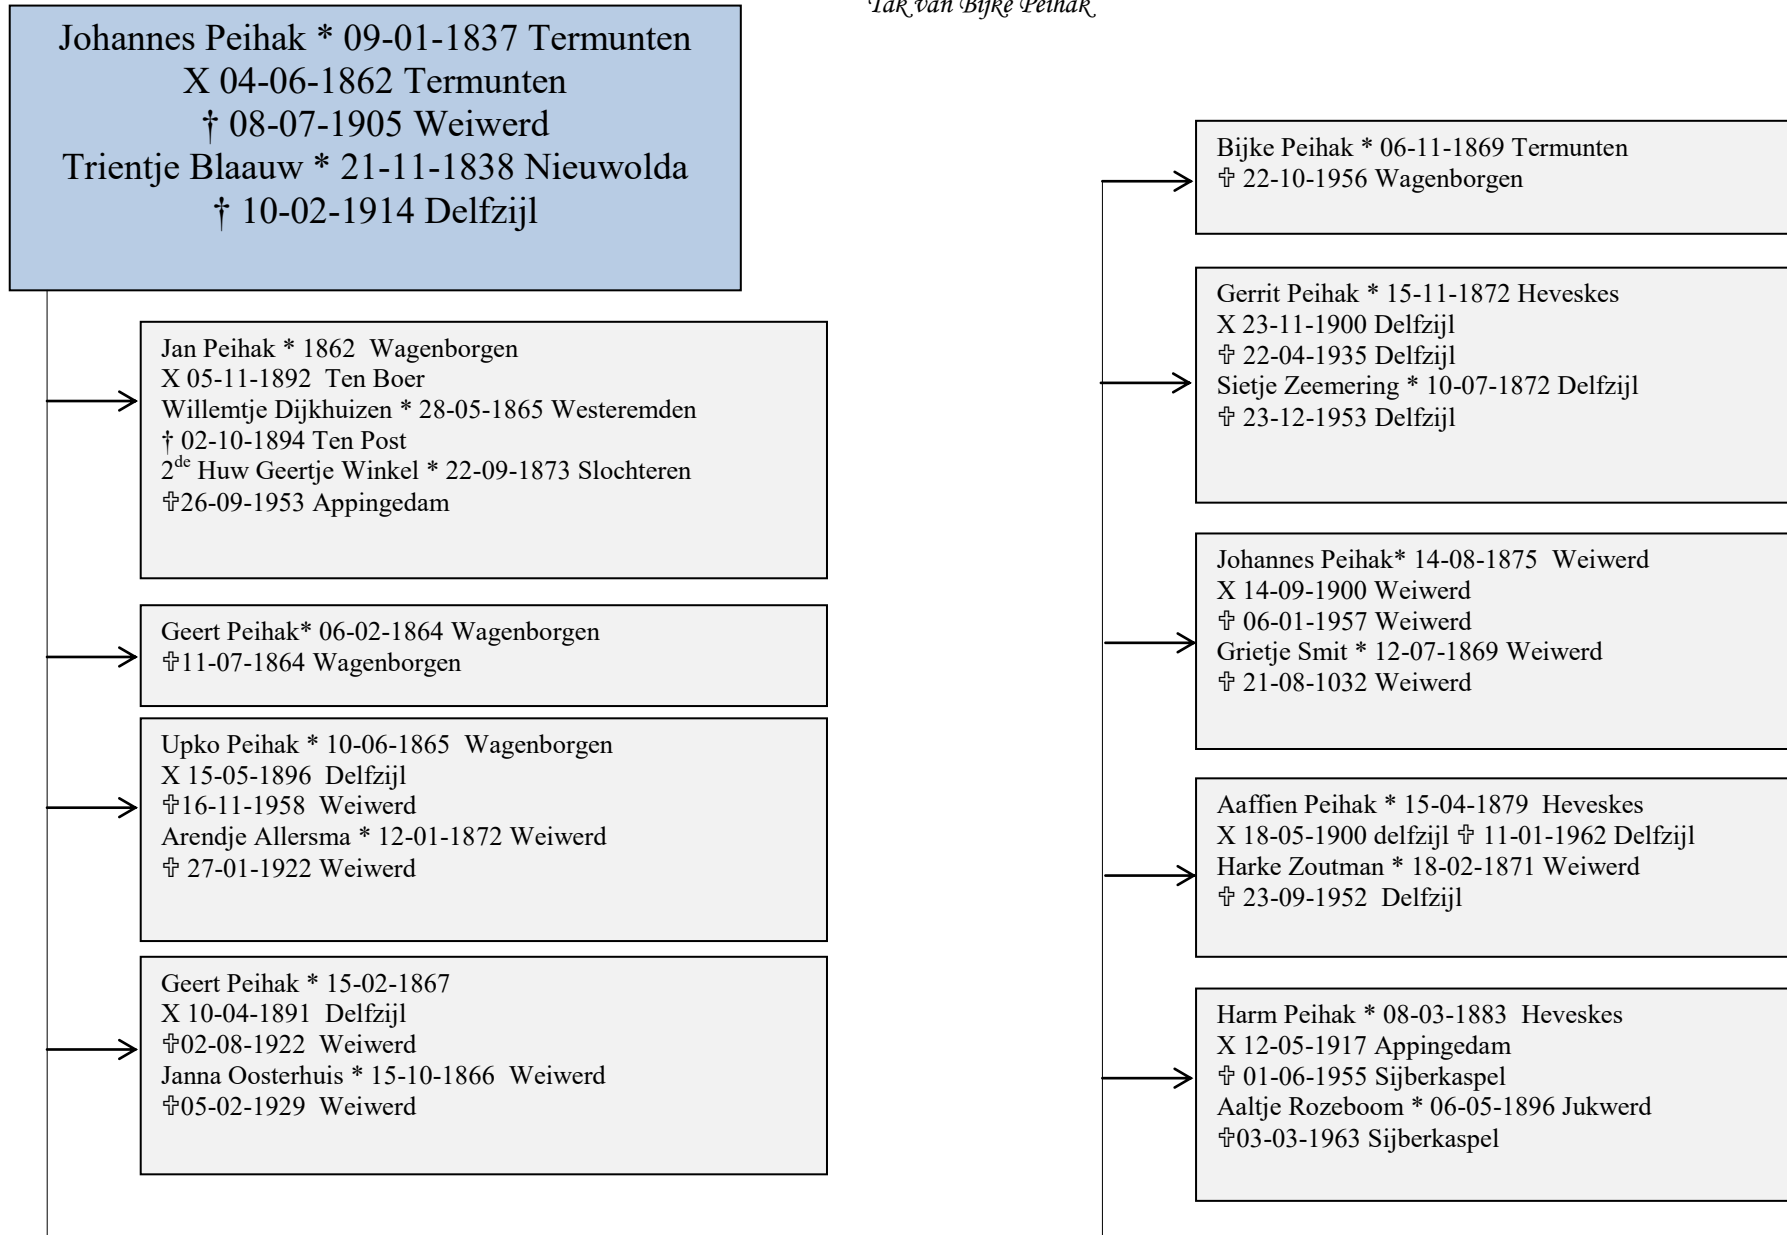 Tak van Bijke Peihak
Johannes Peihak * 09-01-1837 Termunten
X 04-06-1862 Termunten
† 08-07-1905 Weiwerd
Trientje Blaauw * 21-11-1838 Nieuwolda
† 10-02-1914 Delfzijl
Jan Peihak * 1862 Wagenborgen
X 05-11-1892 Ten Boer
Willemtje Dijkhuizen * 28-05-1865 Westeremden
† 02-10-1894 Ten Post
2de Huw Geertje Winkel * 22-09-1873 Slochteren
✞26-09-1953 Appingedam
Geert Peihak* 06-02-1864 Wagenborgen
✞11-07-1864 Wagenborgen
Upko Peihak * 10-06-1865 Wagenborgen
X 15-05-1896 Delfzijl
✞16-11-1958 Weiwerd
Arendje Allersma * 12-01-1872 Weiwerd
✞ 27-01-1922 Weiwerd
Geert Peihak * 15-02-1867
X 10-04-1891 Delfzijl
✞02-08-1922 Weiwerd
Janna Oosterhuis * 15-10-1866 Weiwerd
✞05-02-1929 Weiwerd
Bijke Peihak * 06-11-1869 Termunten
✞ 22-10-1956 Wagenborgen
Gerrit Peihak * 15-11-1872 Heveskes
X 23-11-1900 Delfzijl
✞ 22-04-1935 Delfzijl
Sietje Zeemering * 10-07-1872 Delfzijl
✞ 23-12-1953 Delfzijl
Johannes Peihak* 14-08-1875 Weiwerd
X 14-09-1900 Weiwerd
✞ 06-01-1957 Weiwerd
Grietje Smit * 12-07-1869 Weiwerd
✞ 21-08-1032 Weiwerd
Aaffien Peihak * 15-04-1879 Heveskes
X 18-05-1900 delfzijl ✞ 11-01-1962 Delfzijl
Harke Zoutman * 18-02-1871 Weiwerd
✞ 23-09-1952 Delfzijl
Harm Peihak * 08-03-1883 Heveskes
X 12-05-1917 Appingedam
✞ 01-06-1955 Sijberkaspel
Aaltje Rozeboom * 06-05-1896 Jukwerd
✞03-03-1963 Sijberkaspel